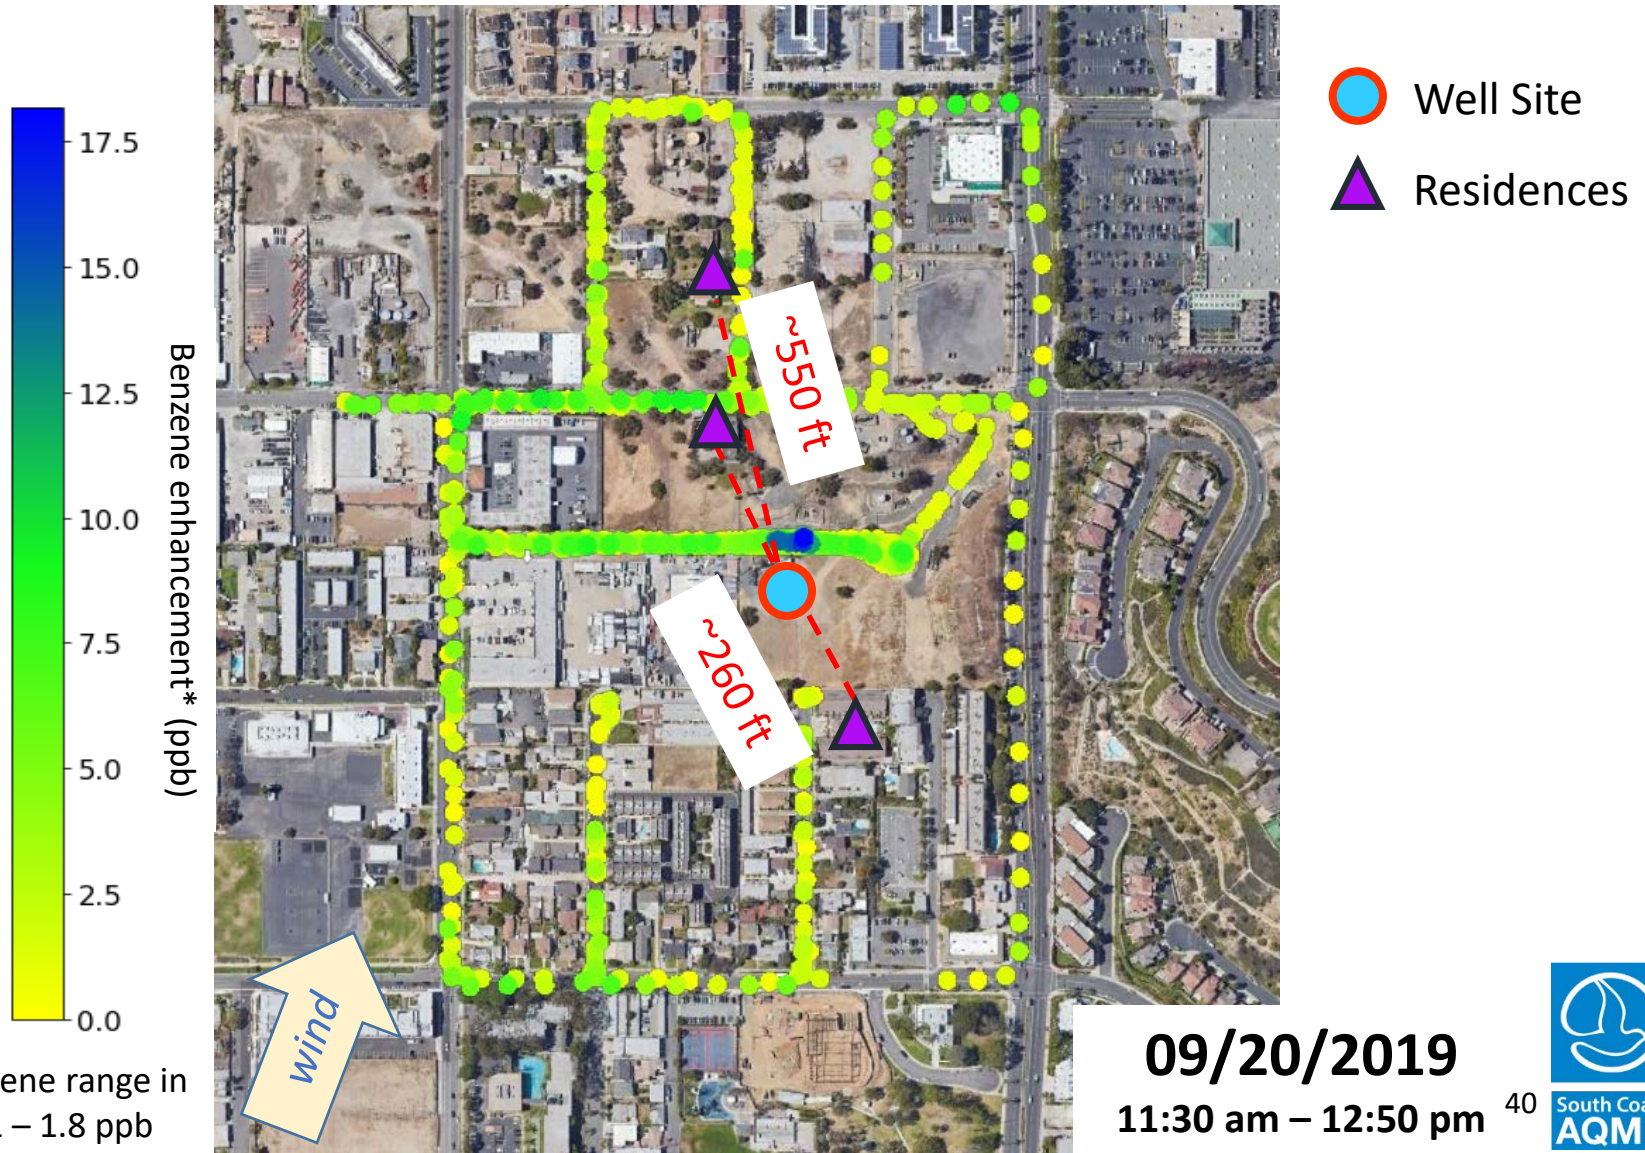 17.5
15.0
12.5
10.0
7.5
5.0
2.5
0.0
Benzene enhancement* (ppb)
ene range in
– 1.8 ppb
Well Site
Residences
~550 ft
~260 ft
wind
09/20/2019
11:30 am – 12:50 pm
40
South Coa
AQM